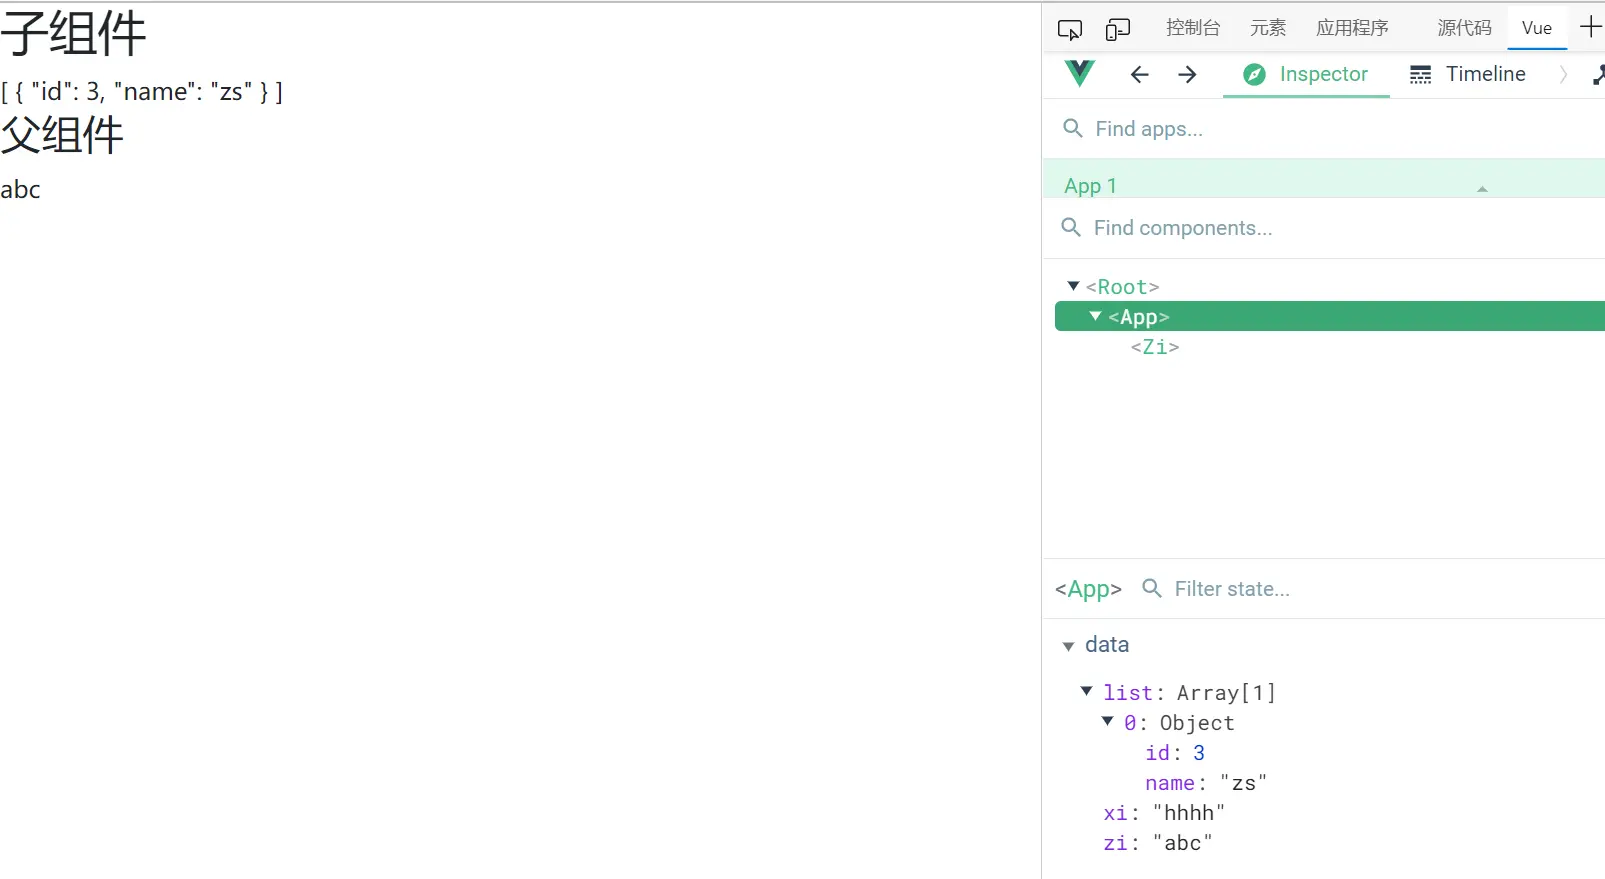 子组件
[ { "id": 3, "name": "zs" } ]
父组件
abc
控制台 元素 应用程序 源代码 Vue
Inspector Timeline
Find apps...
App 1
Find components...
<Root>
<App>
<Zi>
<App> Filter state...
data
list: Array[1]
0: Object
id: 3
name: "zs"
xi: "hhhh"
zi: "abc"